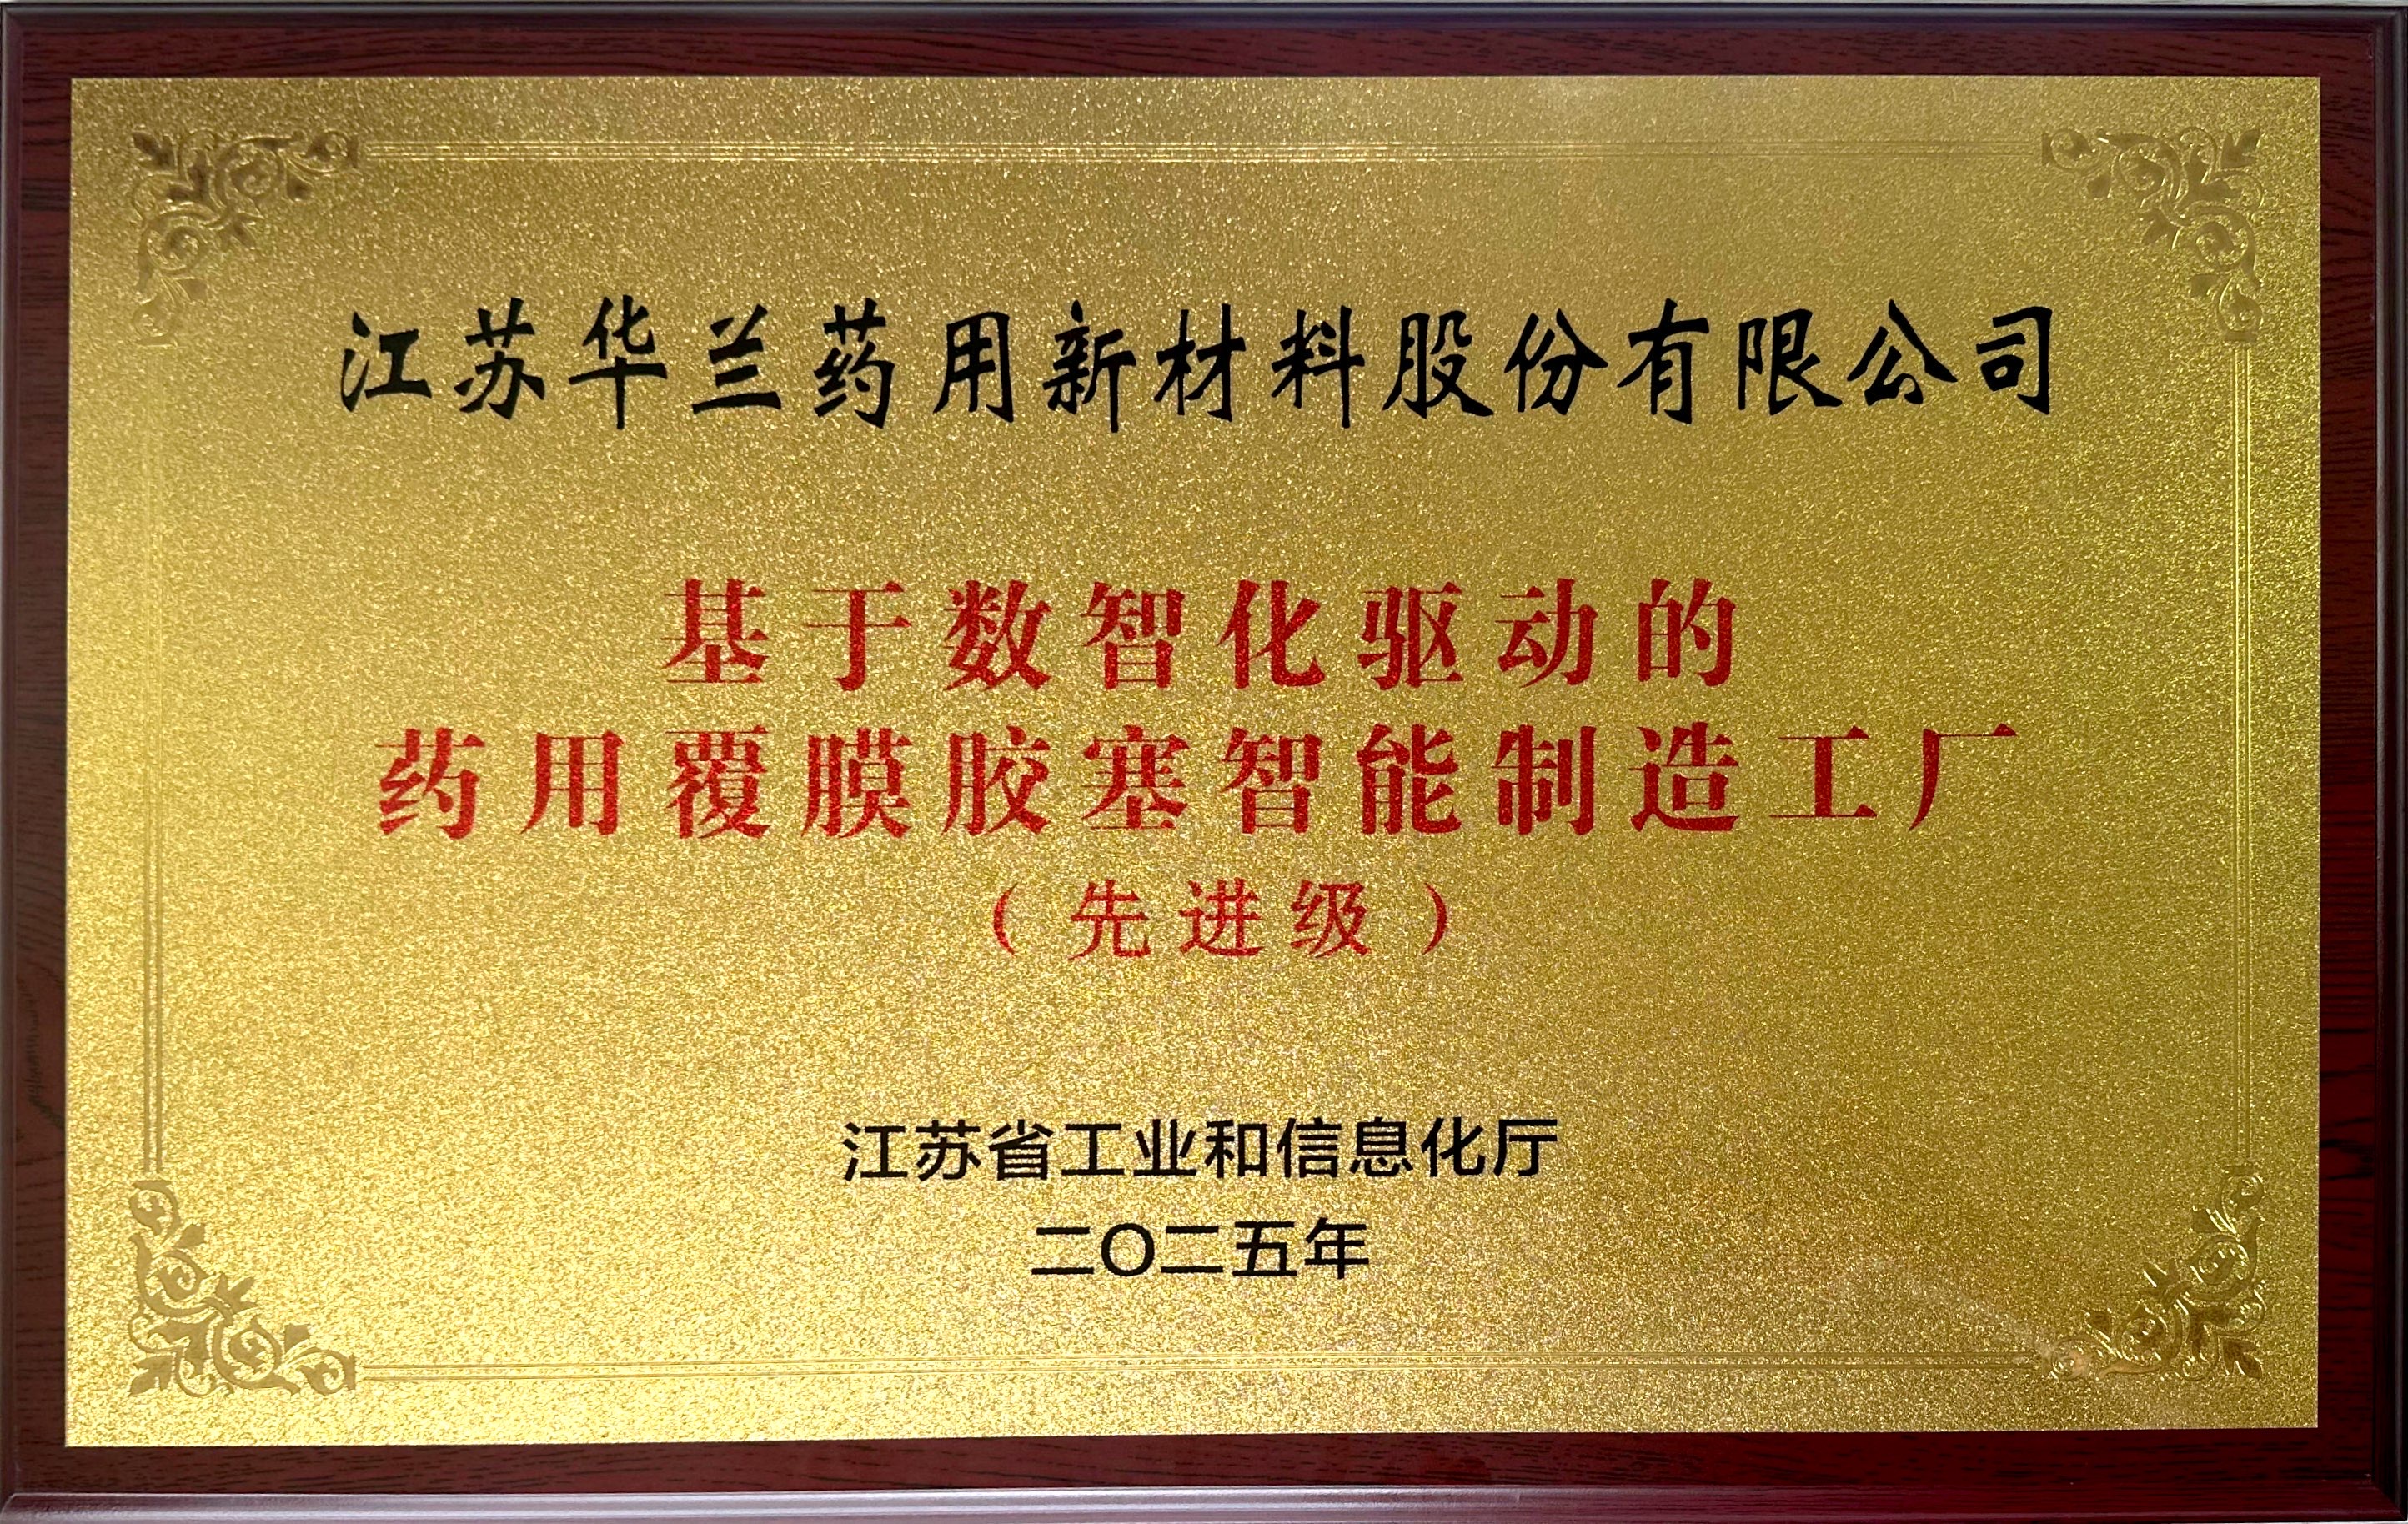 江苏华兰药用新材料股份有限公司
基于数智化驱动的
药用覆膜胶塞智能制造工厂
（先进级）
江苏省工业和信息化厅
二〇二五年